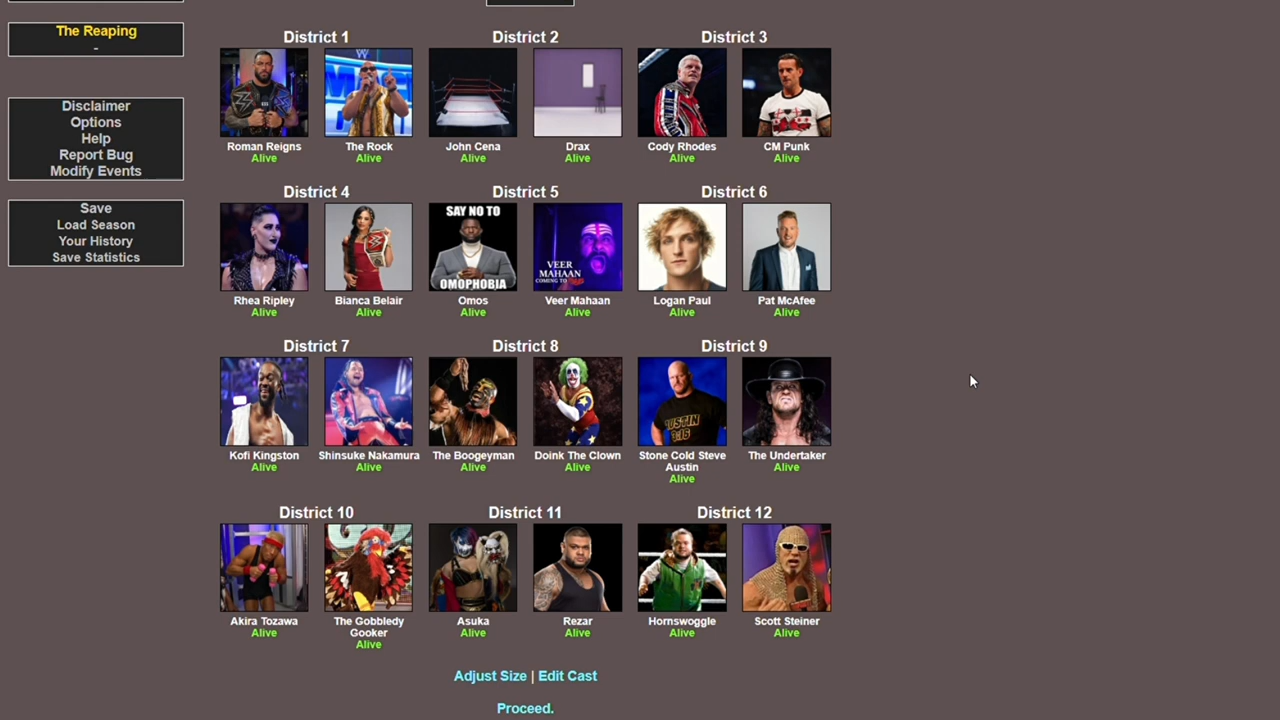 The Reaping
-
Disclaimer
Options
Help
Report Bug
Modify Events
Save
Load Season
Your History
Save Statistics
District 1 District 2 District 3
Roman Reigns The Rock John Cena Drax Cody Rhodes CM Punk
Alive Alive Alive Alive Alive Alive
District 4 District 5 District 6
SAY NO TO
OMOPHOBIA
VEER
MAHAAN
COMING TO
Rhea Ripley Bianca Belair Omos Veer Mahaan Logan Paul Pat McAfee
Alive Alive Alive Alive Alive Alive
District 7 District 8 District 9
AUSTIN
3:16
Kofi Kingston Shinsuke Nakamura The Boogeyman Doink The Clown Stone Cold Steve Austin The Undertaker
Alive Alive Alive Alive Alive Alive
District 10 District 11 District 12
Akira Tozawa The Gobbledy Gooker Asuka Rezar Hornswoggle Scott Steiner
Alive Alive Alive Alive Alive Alive
Adjust Size | Edit Cast
Proceed.